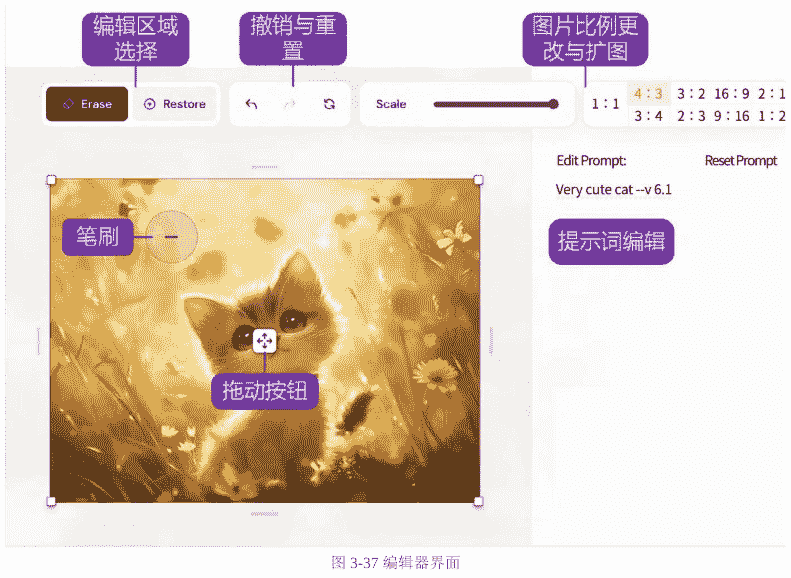 编辑区域
选择
撤销与重
置
图片比例更
改与扩图
Erase
Restore
Scale
1:1
4:3 3:2 16:9 2:1
3:4 2:3 9:16 1:2
Edit Prompt:
Reset Prompt
Very cute cat --v 6.1
提示词编辑
笔刷
拖动按钮
图 3-37 编辑器界面